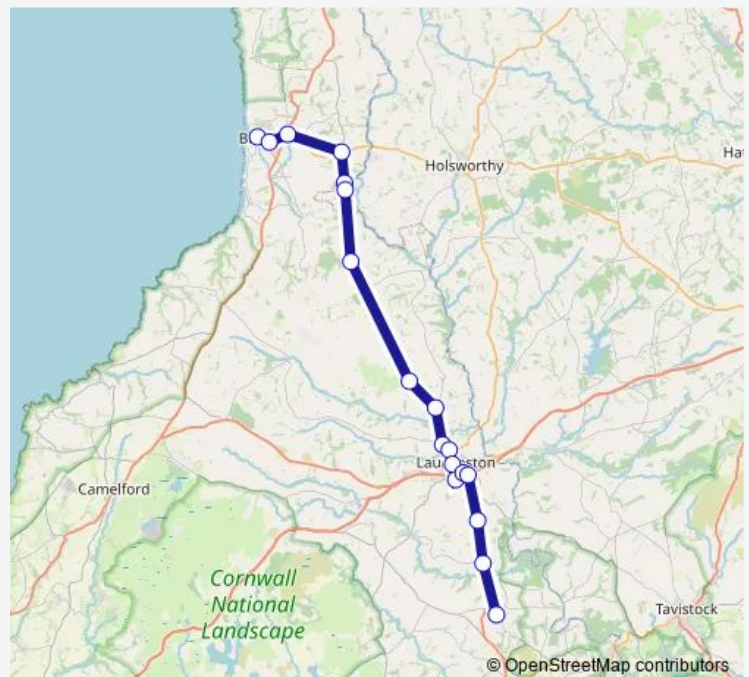 Holsworthy
Camelford
Cornwall
National
Landscape
Tavistock
© OpenStreetMap contributors